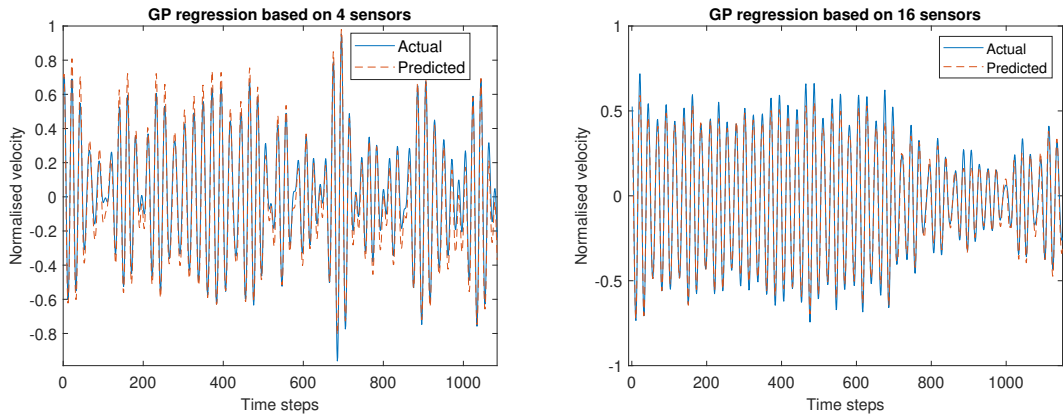 GP regression based on 4 sensors
1
0.8
0.6
0.4
0.2
0
-0.2
-0.4
-0.6
-0.8
Normalised velocity
0 200 400 600 800 1000
Time steps
Actual
Predicted
GP regression based on 16 sensors
1
0.5
0
-0.5
-1
Normalised velocity
0 200 400 600 800 1000
Time steps
Actual
Predicted